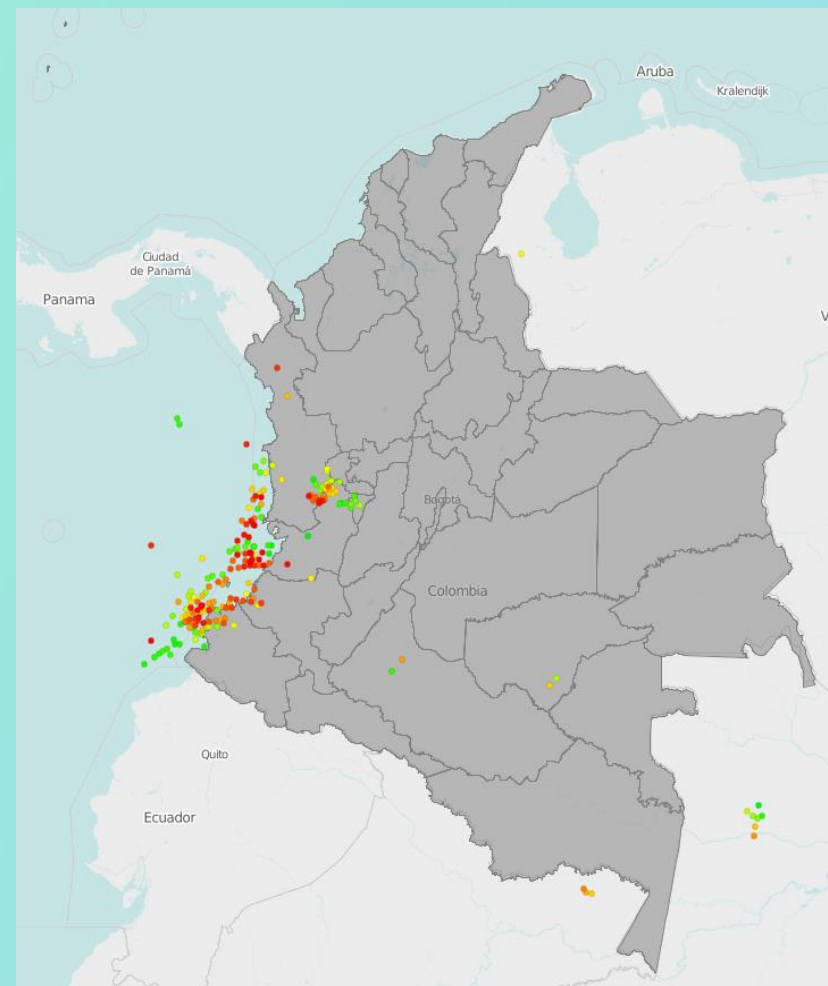 Aruba
Kralendijk
Ciudad
de Panamá
Panama
V
Bogotá
Colombia
Quito
Ecuador